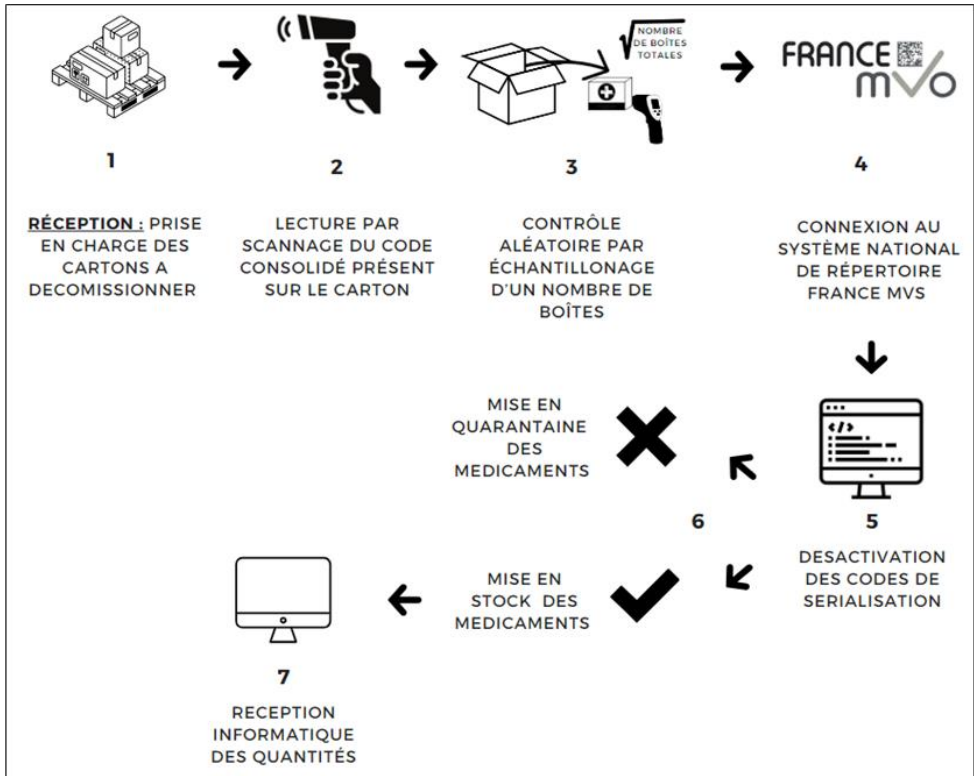 NOMBRE
DE BOÎTES
TOTALES
FRANCE
mvo
1
2
3
4
RÉCEPTION : PRISE
EN CHARGE DES
CARTONS A
DECOMISSIONNER
LECTURE PAR
SCANNAGE DU CODE
CONSOLIDÉ PRÉSENT
SUR LE CARTON
CONTRÔLE
ALÉATOIRE PAR
ÉCHANTILLONAGE
D'UN NOMBRE DE
BOÎTES
CONNEXION AU
SYSTÈME NATIONAL
DE RÉPERTOIRE
FRANCE MVS
MISE EN
QUARANTAINE
DES
MEDICAMENTS
</>
5
DESACTIVATION
DES CODES DE
SERIALISATION
6
MISE EN
STOCK DES
MEDICAMENTS
7
RECEPTION
INFORMATIQUE
DES QUANTITÉS